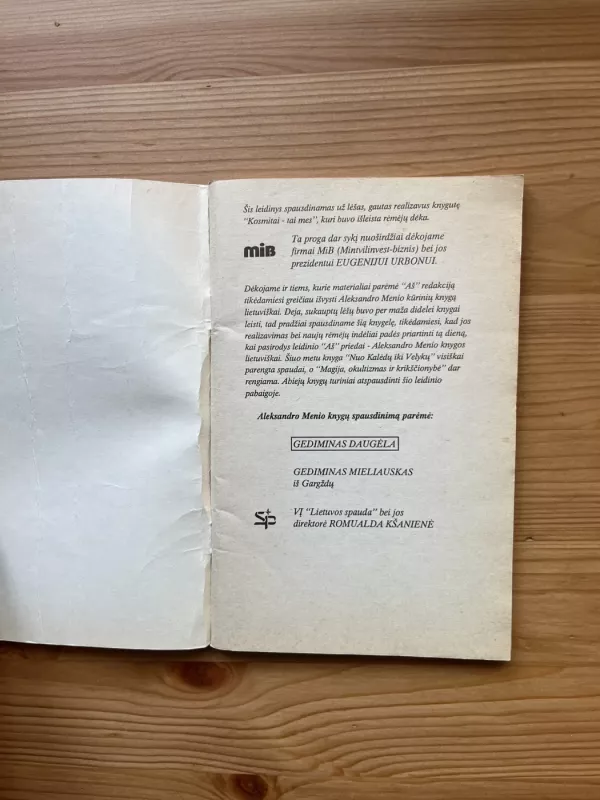 Šis leidinys spausdinamas už lėšas, gautas realizavus knygutę
"Kosmitai - tai mes", kuri buvo išleista rėmėjų dėka.
MiB
Ta proga dar sykį nuoširdžiai dėkojame
firmai MiB (Mintvilinvest-biznis) bei jos
prezidentui EUGENIJUI URBONUI.
Dėkojame ir tiems, kurie materialiai parėmė "Aš" redakciją
tikėdamiesi greičiau išvysti Aleksandro Menio kūrinių knygą
lietuviškai. Deja, sukauptų lėšų buvo per maža didelei knygai
leisti, tad pradžiai spausdiname šią knygelę, tikėdamiesi, kad jos
realizavimas bei naujų rėmėjų indėliai padės priartinti tą dieną,
kai pasirodys leidinio "Aš" priedai - Aleksandro Menio knygos
lietuviškai. Šiuo metu knyga "Nuo Kalėdų iki Velykų" visiškai
parengta spaudai, o "Magija, okultizmas ir krikščionybė" dar
rengiama. Abiejų knygų turiniai atspausdinti šio leidinio
pabaigoje.
Aleksandro Menio knygų spausdinimą parėmė:
GEDIMINAS DAUGĖLA
GEDIMINAS MIELIAUSKAS
iš Gargždų
VĮ "Lietuvos spauda" bei jos
direktorė ROMUALDA KŠANIENĖ